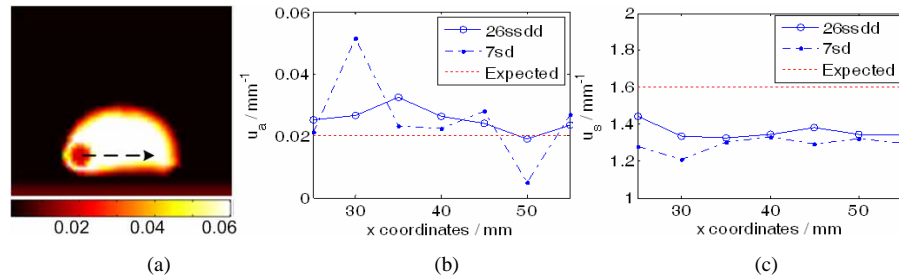 0.02 0.04 0.06
(a)
u_a / mm⁻¹
0.06
0.04
0.02
0
30 40 50
x coordinates / mm
26ssdd
7sd
Expected
(b)
u_s / mm⁻¹
2
1.8
1.6
1.4
1.2
1
30 40 50
x coordinates / mm
26ssdd
7sd
Expected
(c)